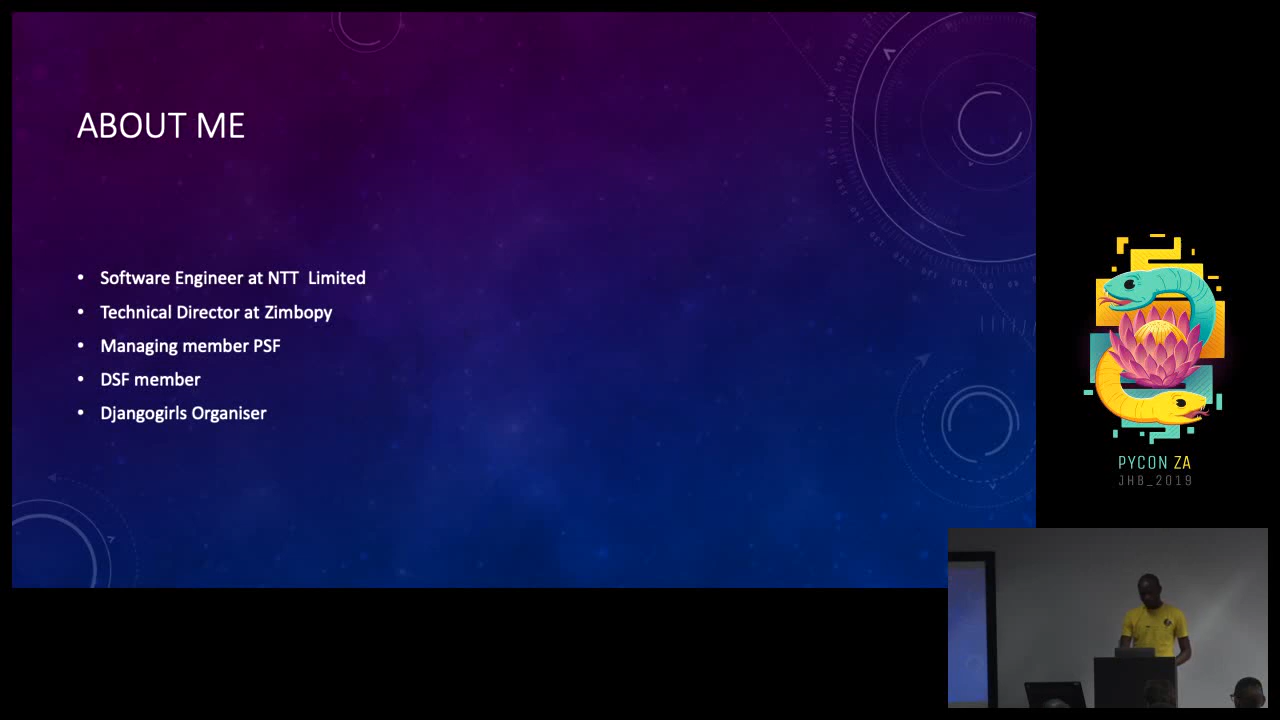 ABOUT ME
• Software Engineer at NTT  Limited
• Technical Director at Zimbopy
• Managing member PSF
• DSF member
• Djangogirls Organiser
PYCON ZA
JHB_2019